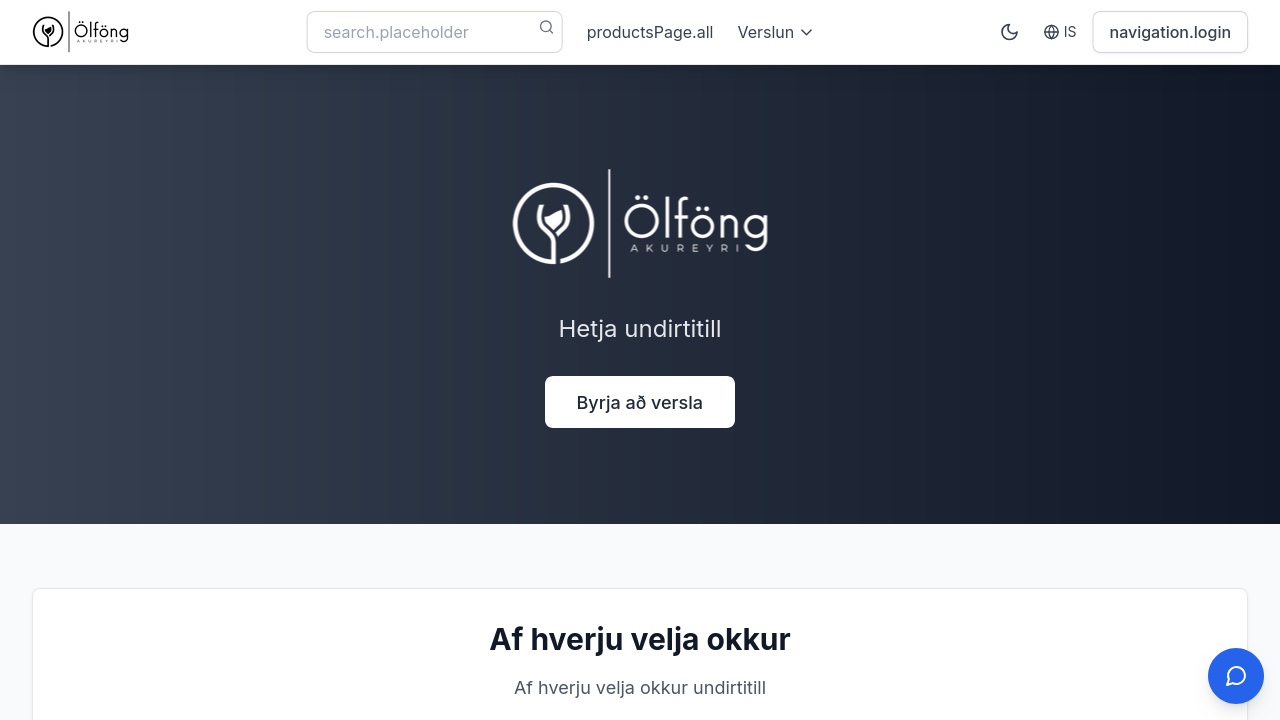 Ölföng
AKUREYRI
search.placeholder
productsPage.all
Verslun
IS
navigation.login
Ölföng
AKUREYRI
Hetja undirtitill
Byrja að versla
Af hverju velja okkur
Af hverju velja okkur undirtitill